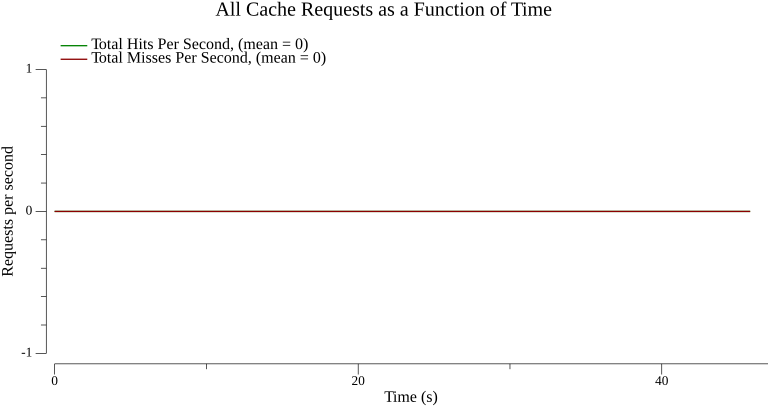 All Cache Requests as a Function of Time
Total Hits Per Second, (mean = 0)
Total Misses Per Second, (mean = 0)
1
0
-1
Requests per second
0
20
40
Time (s)